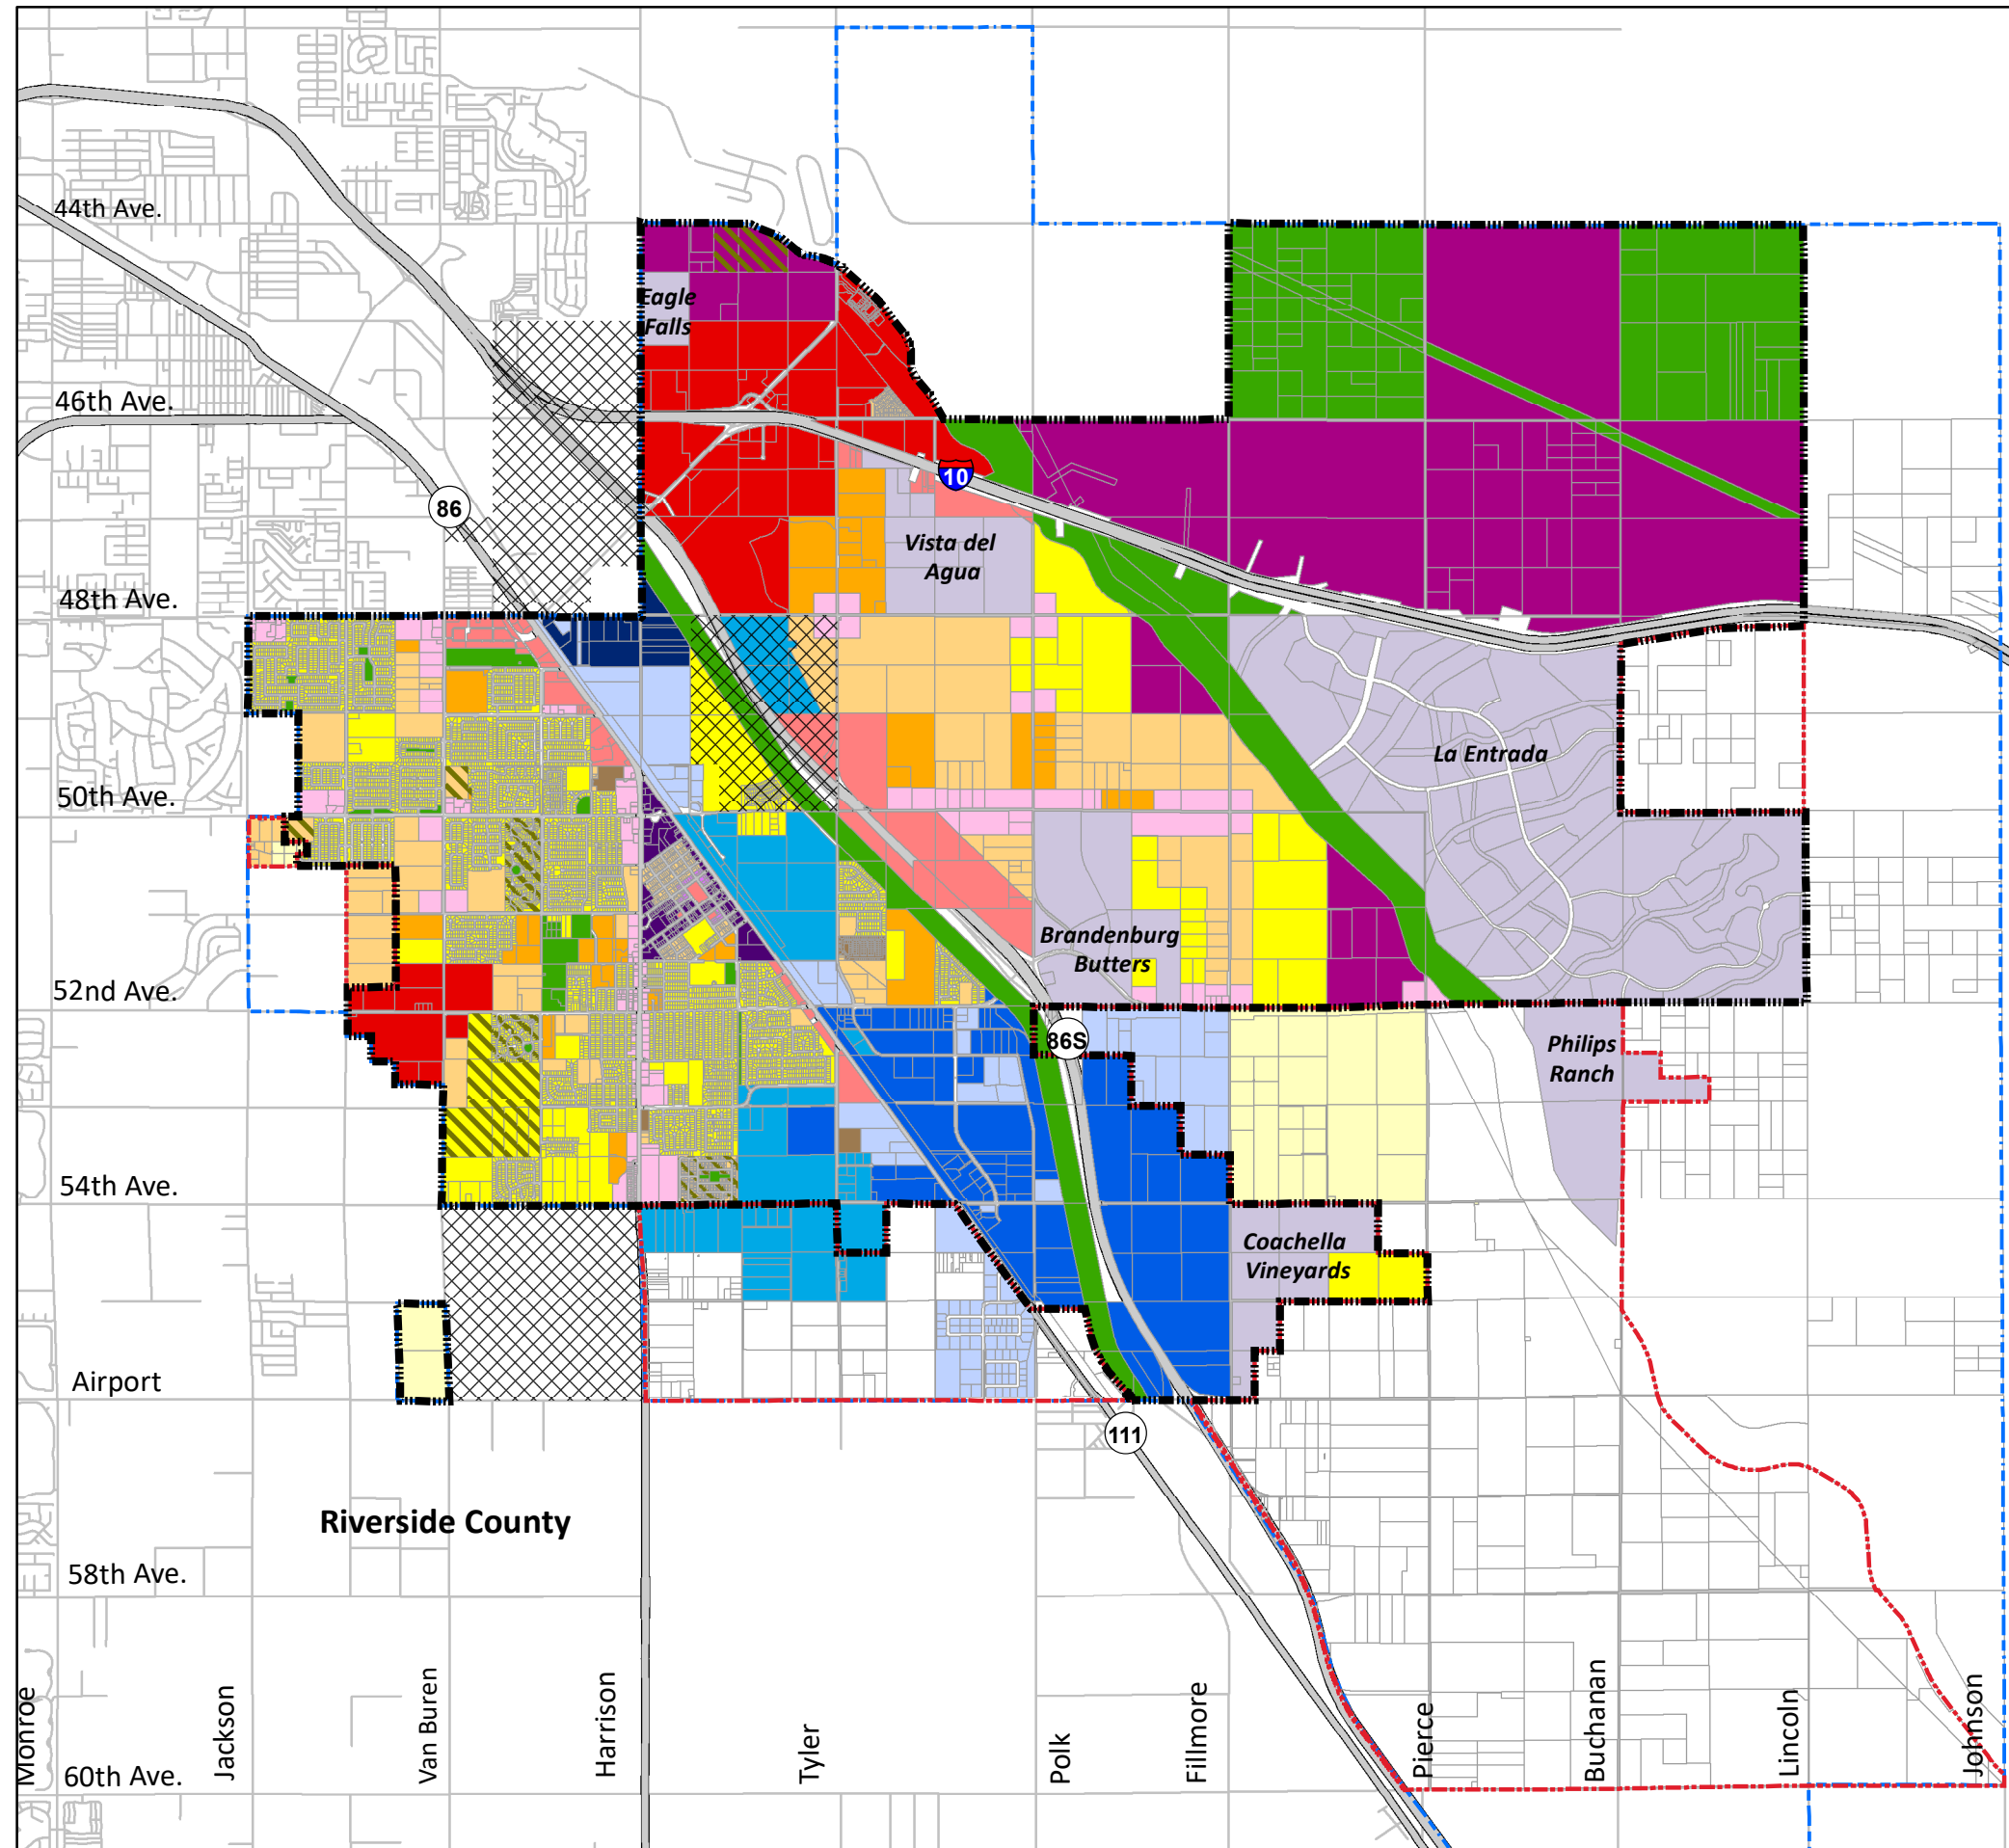 44th Ave.
Eagle
Falls
46th Ave.
10
86
Vista del
Agua
48th Ave.
La Entrada
50th Ave.
Brandenburg
Butters
52nd Ave.
86S
Philips
Ranch
54th Ave.
Coachella
Vineyards
Airport
111
Riverside County
58th Ave.
Monroe
Jackson
Van Buren
Harrison
Tyler
Polk
Fillmore
Pierce
Buchanan
Lincoln
Johnson
60th Ave.